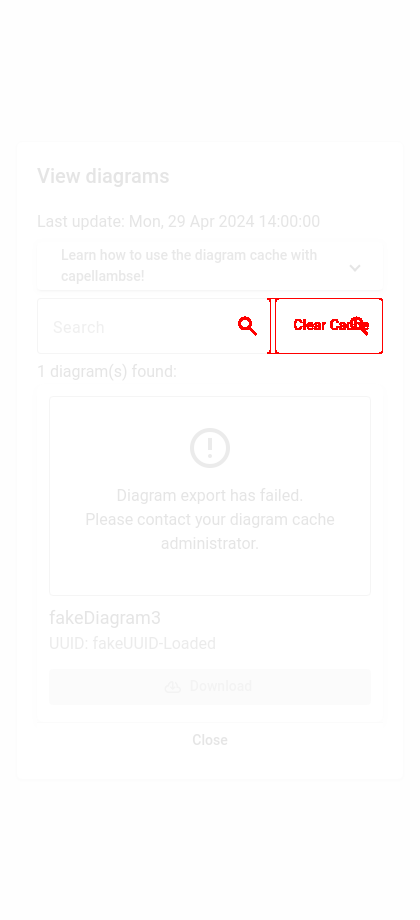 View diagrams
Last update: Mon, 29 Apr 2024 14:00:00
Learn how to use the diagram cache with
capellambse!
Search
Clear Cache
1 diagram(s) found:
Diagram export has failed.
Please contact your diagram cache
administrator.
fakeDiagram3
UUID: fakeUUID-Loaded
Download
Close